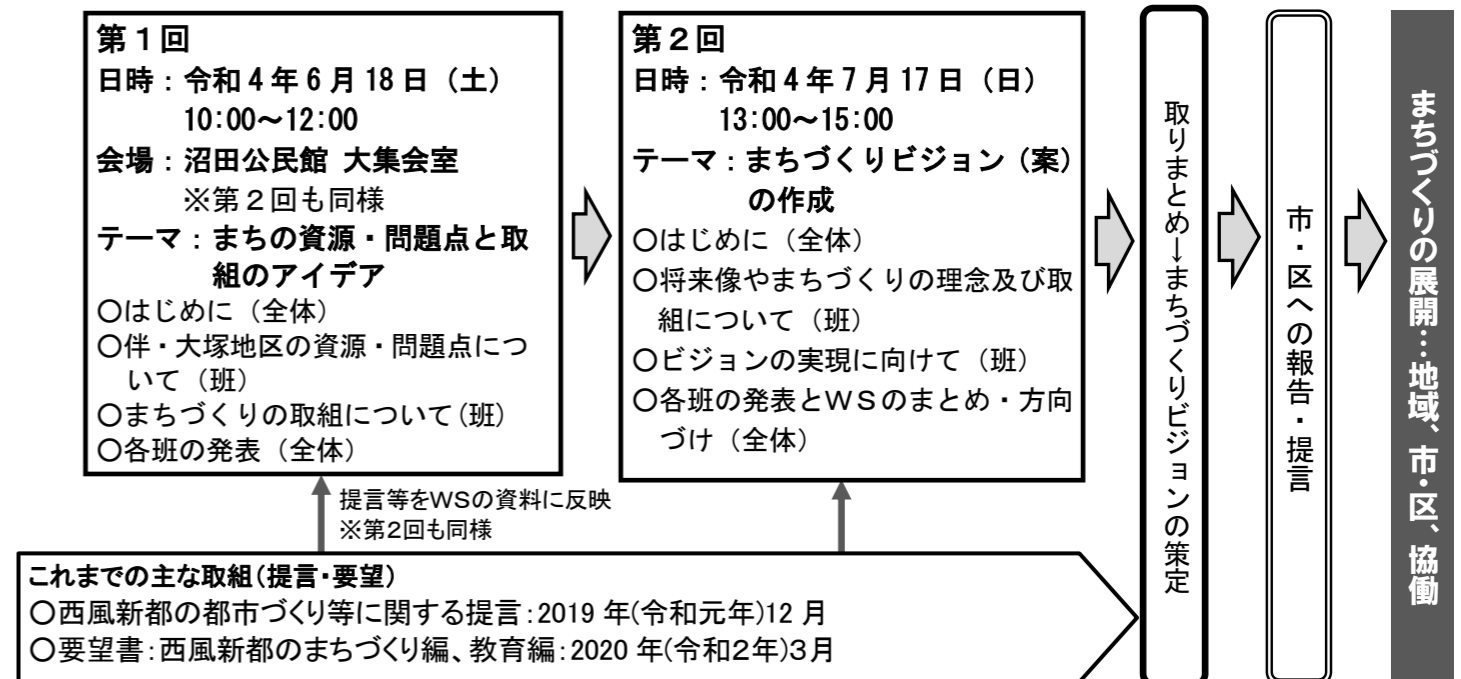 第１回
日時：令和４年６月18日（土）
10:00～12:00
会場：沼田公民館 大集会室
※第２回も同様
テーマ：まちの資源・問題点と取
組のアイデア
○はじめに（全体）
○伴・大塚地区の資源・問題点につ
いて（班）
○まちづくりの取組について(班)
○各班の発表（全体）
第２回
日時：令和４年７月17日（日）
13:00～15:00
テーマ：まちづくりビジョン（案）
の作成
○はじめに（全体）
○将来像やまちづくりの理念及び取
組について（班）
○ビジョンの実現に向けて（班）
○各班の発表とＷＳのまとめ・方向
づけ（全体）
提言等をWSの資料に反映
※第2回も同様
これまでの主な取組(提言・要望)
○西風新都の都市づくり等に関する提言：2019年(令和元年)12月
○要望書：西風新都のまちづくり編、教育編：2020年(令和２年)３月
取りまとめ→まちづくりビジョンの策定
市・区への報告・提言
まちづくりの展開…地域、市・区、協働